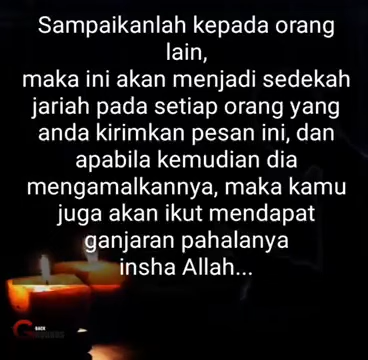 Sampaikanlah kepada orang
lain,
maka ini akan menjadi sedekah
jariah pada setiap orang yang
anda kirimkan pesan ini, dan
apabila kemudian dia
mengamalkannya, maka kamu
juga akan ikut mendapat
ganjaran pahalanya
insha Allah...
BACK